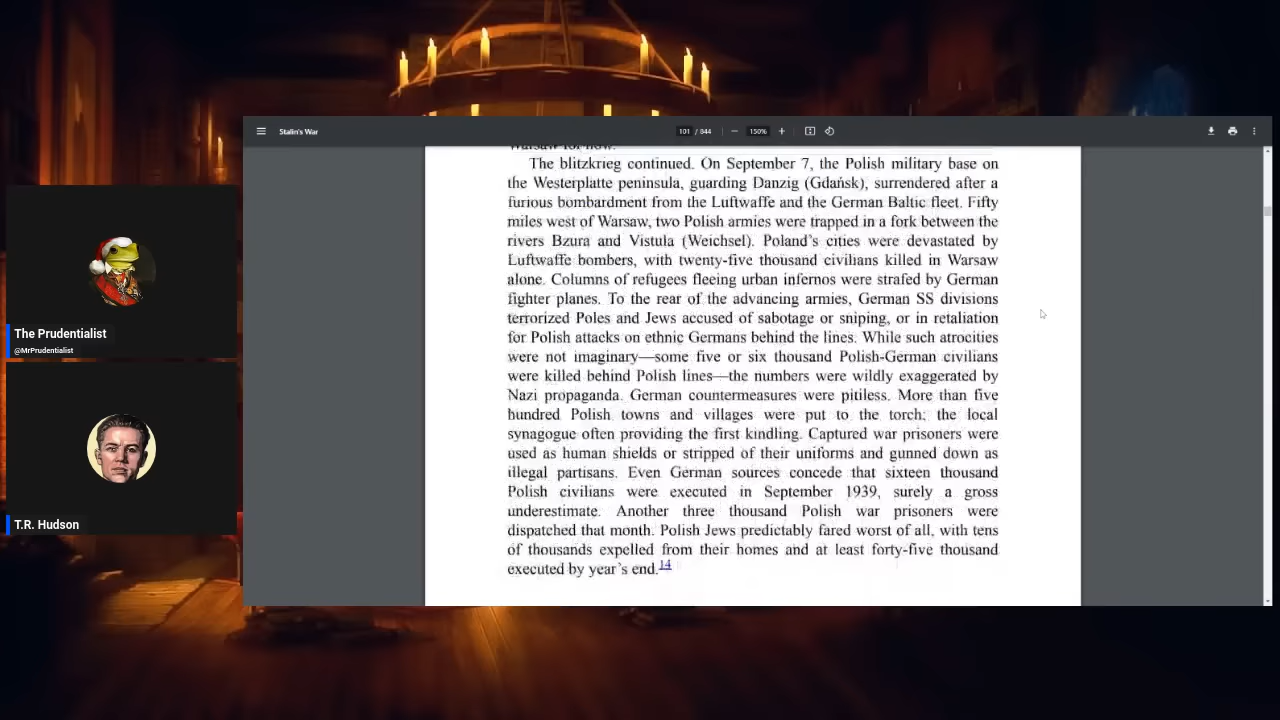 Stalin's War
101 / 844
150%
Warsaw for now.
The blitzkrieg continued. On September 7, the Polish military base on
the Westerplatte peninsula, guarding Danzig (Gdańsk), surrendered after a
furious bombardment from the Luftwaffe and the German Baltic fleet. Fifty
miles west of Warsaw, two Polish armies were trapped in a fork between the
rivers Bzura and Vistula (Weichsel). Poland's cities were devastated by
Luftwaffe bombers, with twenty-five thousand civilians killed in Warsaw
alone. Columns of refugees fleeing urban infernos were strafed by German
fighter planes. To the rear of the advancing armies, German SS divisions
terrorized Poles and Jews accused of sabotage or sniping, or in retaliation
for Polish attacks on ethnic Germans behind the lines. While such atrocities
were not imaginary—some five or six thousand Polish-German civilians
were killed behind Polish lines—the numbers were wildly exaggerated by
Nazi propaganda. German countermeasures were pitiless. More than five
hundred Polish towns and villages were put to the torch; the local
synagogue often providing the first kindling. Captured war prisoners were
used as human shields or stripped of their uniforms and gunned down as
illegal partisans. Even German sources concede that sixteen thousand
Polish civilians were executed in September 1939, surely a gross
underestimate. Another three thousand Polish war prisoners were
dispatched that month. Polish Jews predictably fared worst of all, with tens
of thousands expelled from their homes and at least forty-five thousand
executed by year's end.14
The Prudentialist
@MrPrudentialist
T.R. Hudson